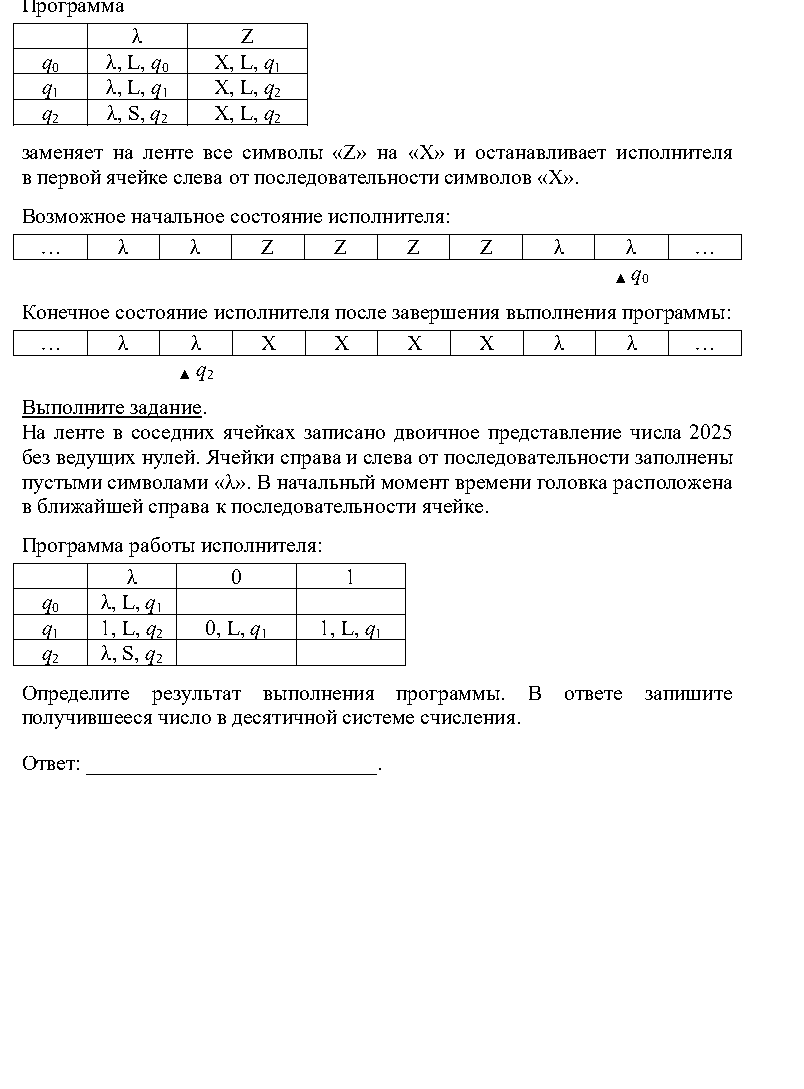 Программа
λ Z
q0 λ, L, q0 X, L, q1
q1 λ, L, q1 X, L, q2
q2 λ, S, q2 X, L, q2
заменяет на ленте все символы «Z» на «X» и останавливает исполнителя
в первой ячейке слева от последовательности символов «X».
Возможное начальное состояние исполнителя:
… λ λ Z Z Z Z λ λ …
▲ q0
Конечное состояние исполнителя после завершения выполнения программы:
… λ λ X X X X λ λ …
▲ q2
Выполните задание.
На ленте в соседних ячейках записано двоичное представление числа 2025
без ведущих нулей. Ячейки справа и слева от последовательности заполнены
пустыми символами «λ». В начальный момент времени головка расположена
в ближайшей справа к последовательности ячейке.
Программа работы исполнителя:
λ 0 1
q0 λ, L, q1
q1 1, L, q2 0, L, q1 1, L, q1
q2 λ, S, q2
Определите результат выполнения программы. В ответе запишите
получившееся число в десятичной системе счисления.
Ответ: ___________________________.